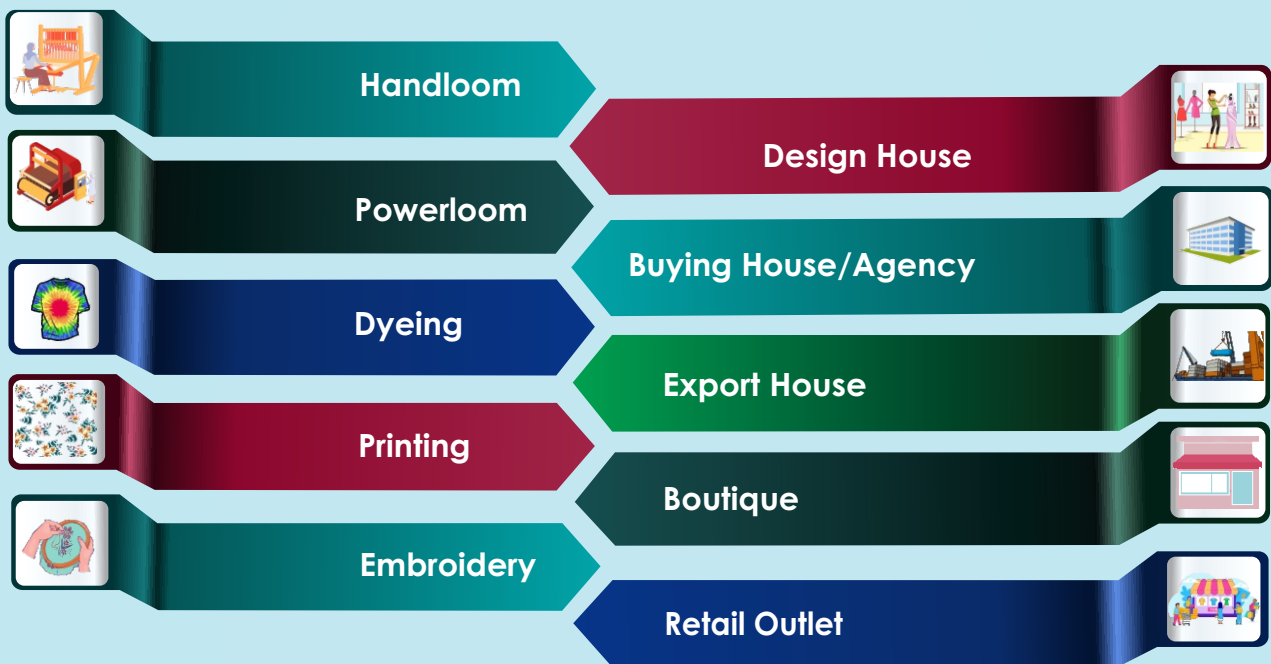 Handloom
Powerloom
Dyeing
Printing
Embroidery
Design House
Buying House/Agency
Export House
Boutique
Retail Outlet